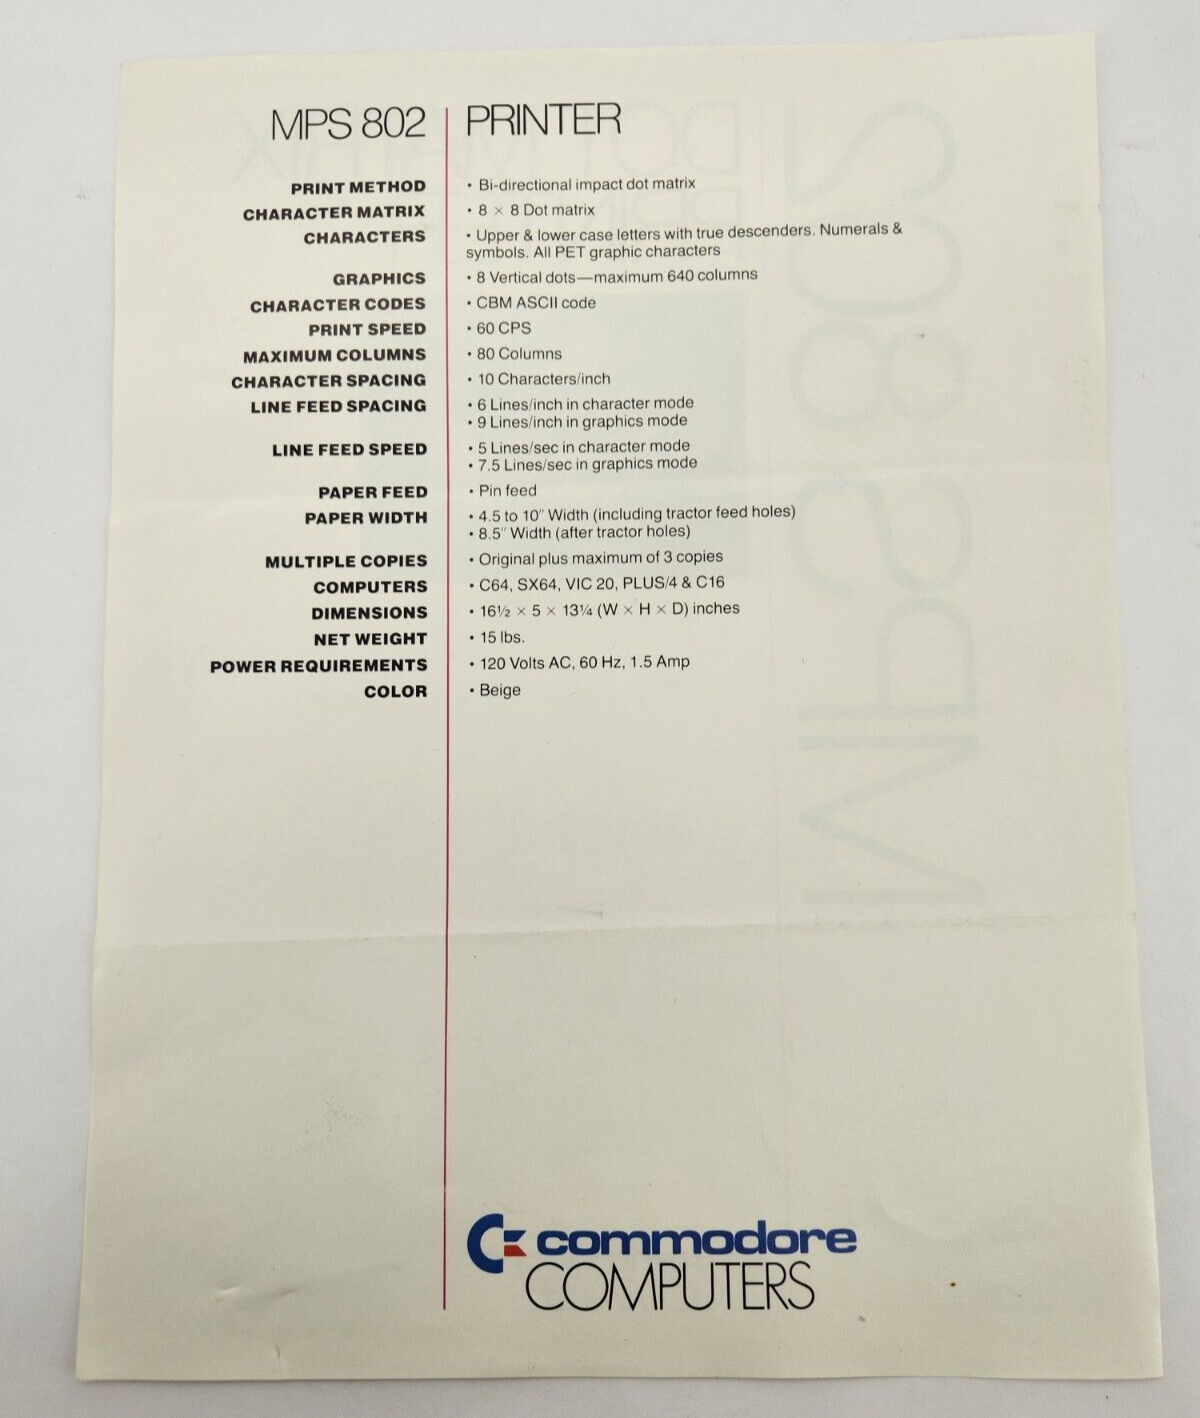 MPS 802 PRINTER
PRINT METHOD • Bi-directional impact dot matrix
CHARACTER MATRIX • 8 × 8 Dot matrix
CHARACTERS • Upper & lower case letters with true descenders. Numerals &
symbols. All PET graphic characters
GRAPHICS • 8 Vertical dots—maximum 640 columns
CHARACTER CODES • CBM ASCII code
PRINT SPEED • 60 CPS
MAXIMUM COLUMNS • 80 Columns
CHARACTER SPACING • 10 Characters/inch
LINE FEED SPACING • 6 Lines/inch in character mode
• 9 Lines/inch in graphics mode
LINE FEED SPEED • 5 Lines/sec in character mode
• 7.5 Lines/sec in graphics mode
PAPER FEED • Pin feed
PAPER WIDTH • 4.5 to 10″ Width (including tractor feed holes)
• 8.5″ Width (after tractor holes)
MULTIPLE COPIES • Original plus maximum of 3 copies
COMPUTERS • C64, SX64, VIC 20, PLUS/4 & C16
DIMENSIONS • 16½ × 5 × 13¼ (W × H × D) inches
NET WEIGHT • 15 lbs.
POWER REQUIREMENTS • 120 Volts AC, 60 Hz, 1.5 Amp
COLOR • Beige
commodore
COMPUTERS